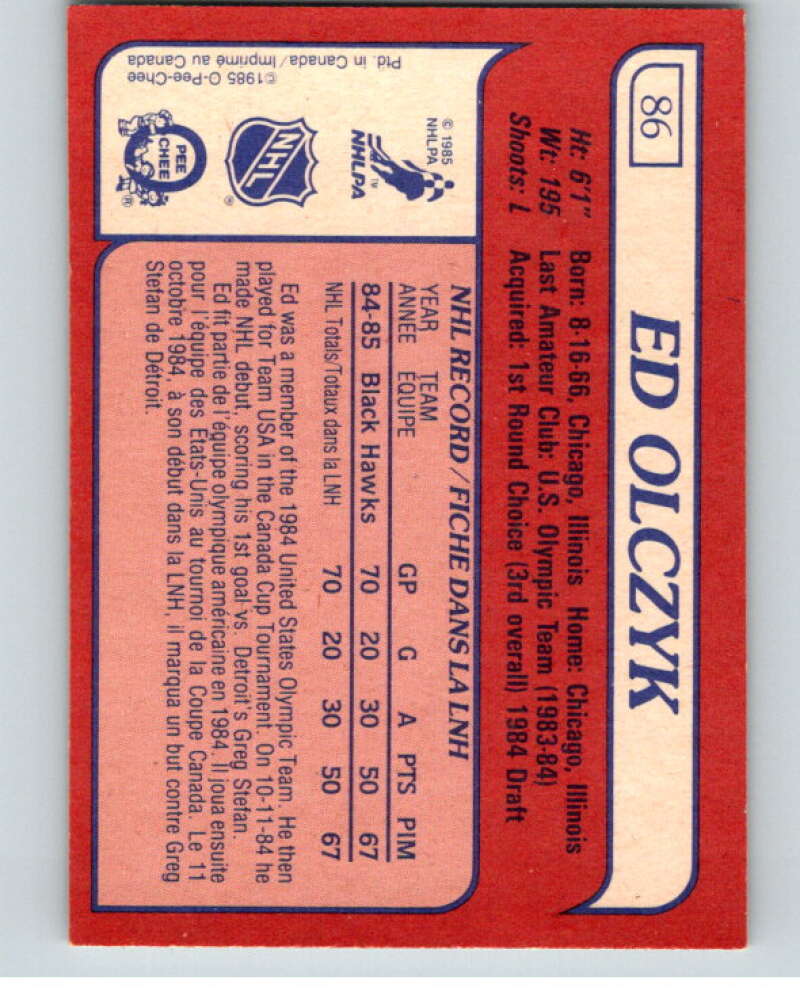 86
ED OLCZYK
Ht: 6'1" Born: 8-16-66, Chicago, Illinois Home: Chicago, Illinois
Wt: 195 Last Amateur Club: U.S. Olympic Team (1983-84)
Shoots: L Acquired: 1st Round Choice (3rd overall) 1984 Draft
© 1985
NHLPA
TM
NHLPA
NHL
®
O PEE CHEE
®
©1985 O-Pee-Chee
Ptd. in Canada/Imprimé au Canada
NHL RECORD/FICHE DANS LA LNH
YEAR TEAM
ANNÉE ÉQUIPE GP G A PTS PIM
84-85 Black Hawks 70 20 30 50 67
NHL Totals/Totaux dans la LNH 70 20 30 50 67
Ed was a member of the 1984 United States Olympic Team. He then
played for Team USA in the Canada Cup Tournament. On 10-11-84 he
made NHL debut, scoring his 1st goal vs. Detroit's Greg Stefan.
Ed fit partie de l'équipe olympique américaine en 1984. Il joua ensuite
pour l'équipe des États-Unis au tournoi de la Coupe Canada. Le 11
octobre 1984, à son début dans la LNH, il marqua un but contre Greg
Stefan de Détroit.